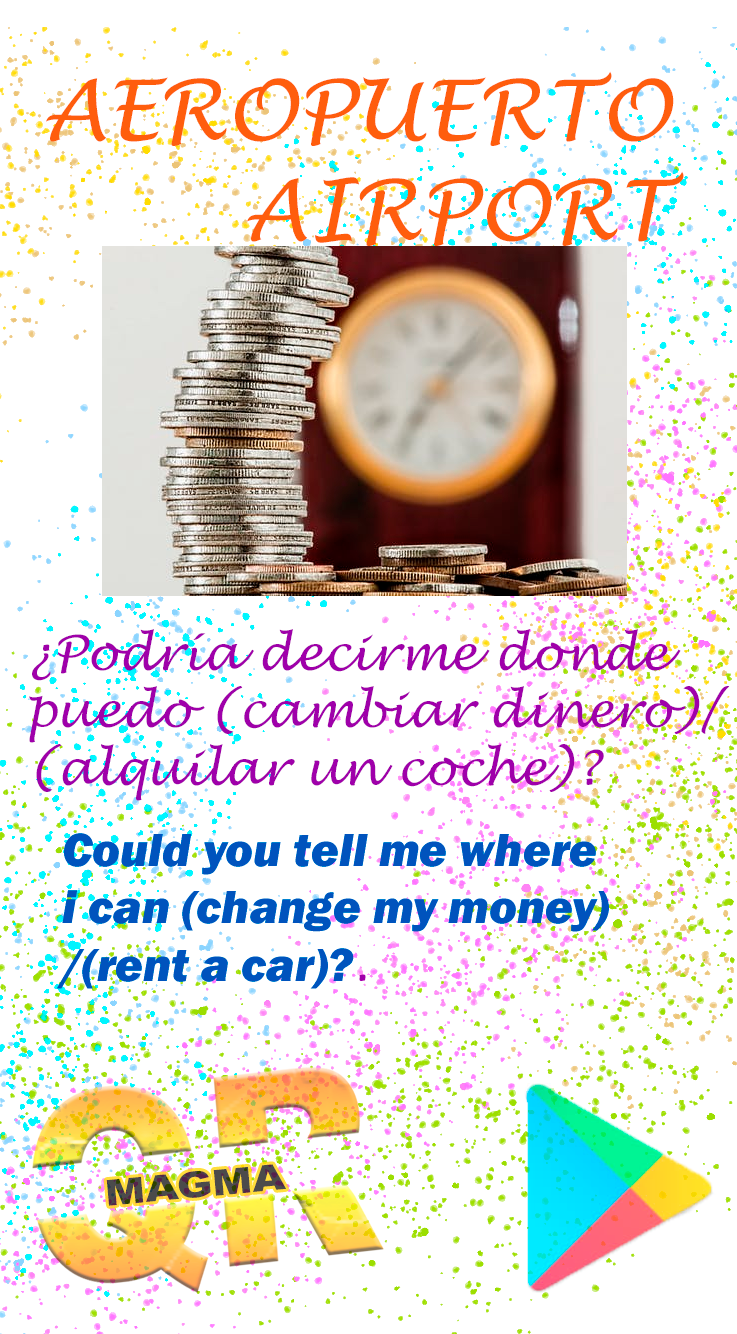 AEROPUERTO
AIRPORT
¿Podría decirme donde
puedo (cambiar dinero)/
(alquilar un coche)?
Could you tell me where
i can (change my money)
/(rent a car)?.
QR
MAGMA